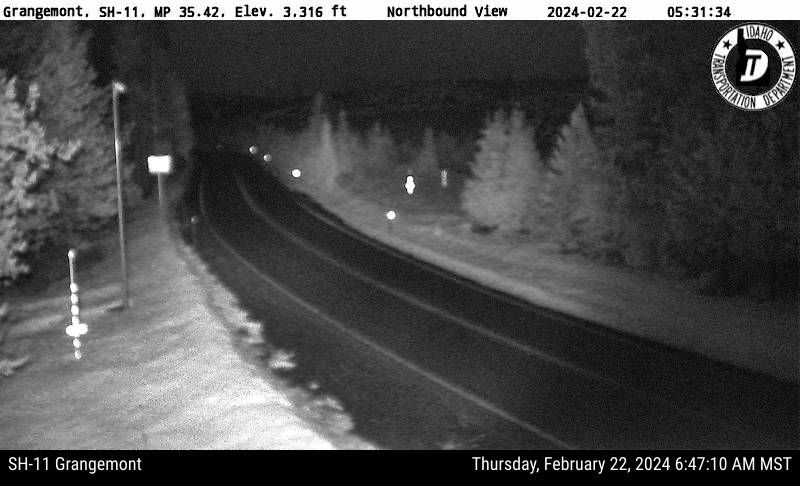 Grangemont, SH-11, MP 35.42, Elev. 3,316 ft Northbound View 2024-02-22 05:31:34
IDAHO
TRANSPORTATION DEPARTMENT
SH-11 Grangemont Thursday, February 22, 2024 6:47:10 AM MST